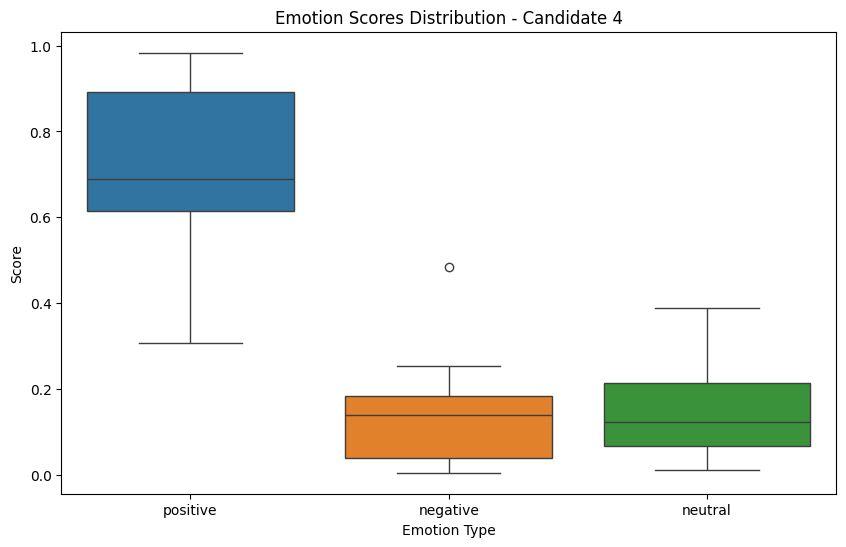 Emotion Scores Distribution - Candidate 4
1.0
0.8
0.6
0.4
0.2
0.0
Score
positive
negative
neutral
Emotion Type